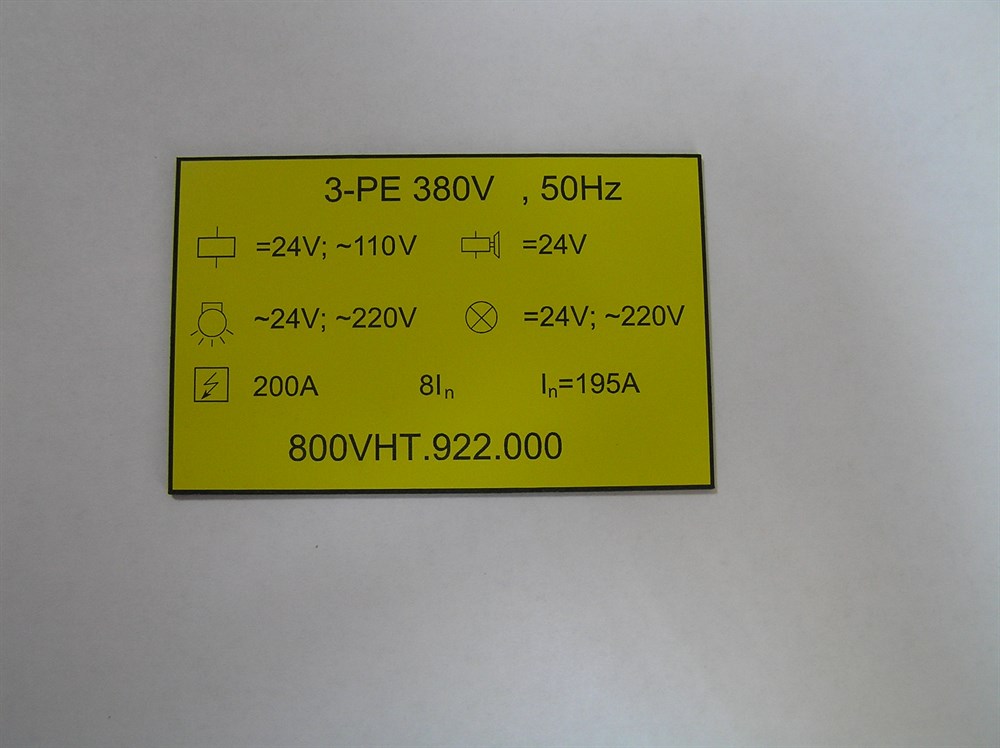 3-PE 380V , 50Hz
=24V; ~110V =24V
~24V; ~220V =24V; ~220V
200A 8Iₙ Iₙ=195A
800VHT.922.000